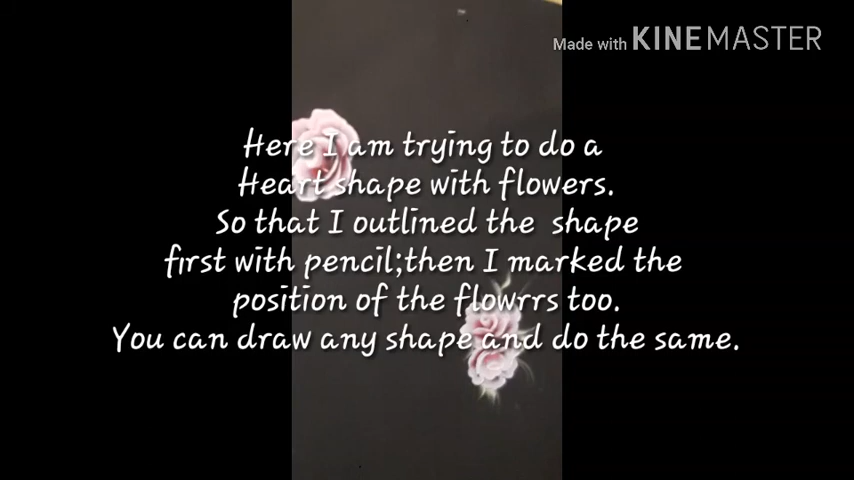 Made with KINEMASTER
Here I am trying to do a
Heart shape with flowers.
So that I outlined the shape
first with pencil;then I marked the
position of the flowrrs too.
You can draw any shape and do the same.